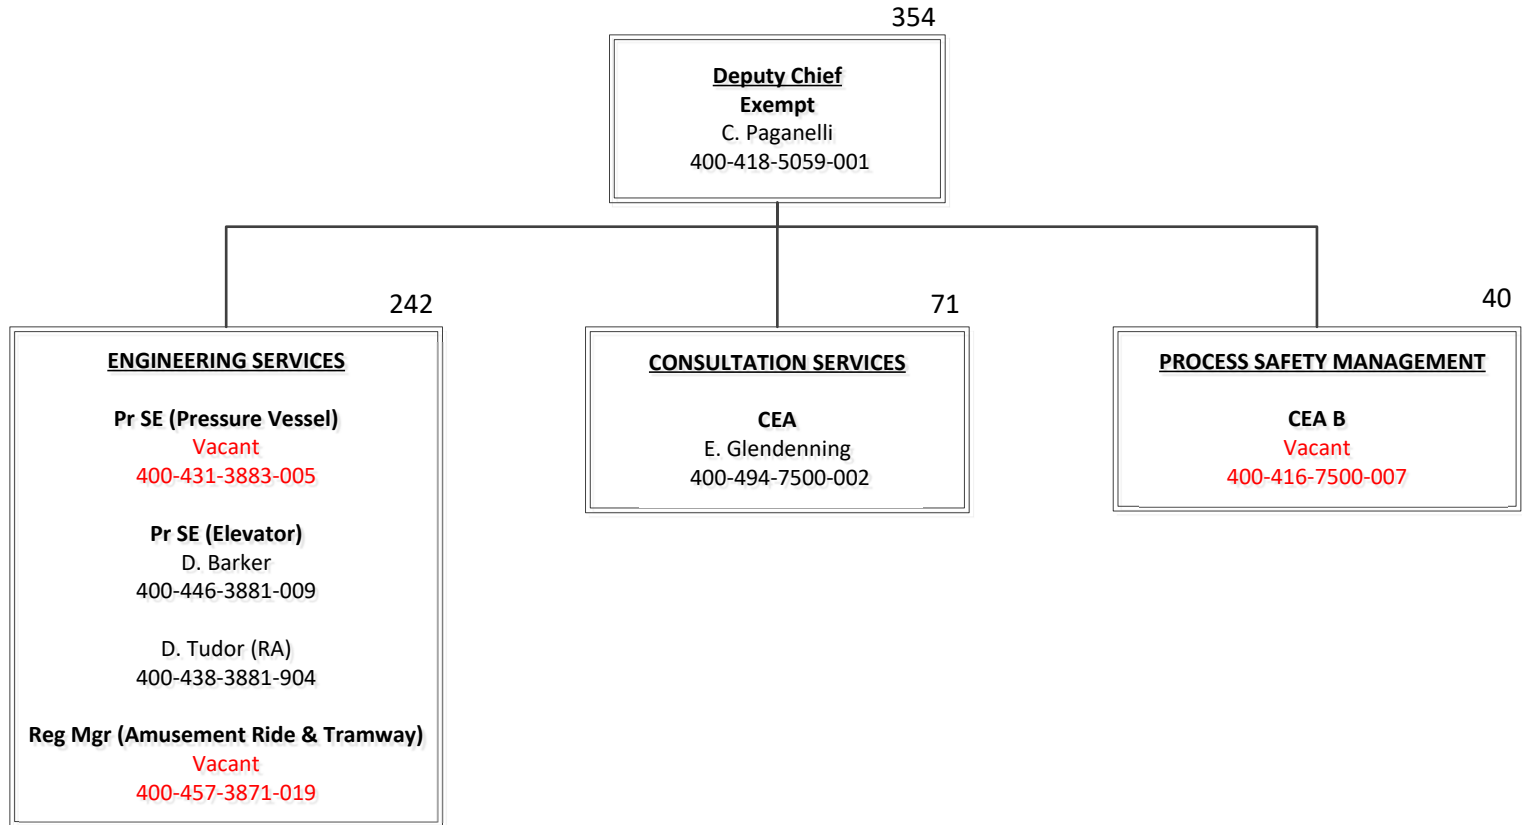 354
Deputy Chief
Exempt
C. Paganelli
400-418-5059-001
242
ENGINEERING SERVICES
Pr SE (Pressure Vessel)
Vacant
400-431-3883-005
Pr SE (Elevator)
D. Barker
400-446-3881-009
D. Tudor (RA)
400-438-3881-904
Reg Mgr (Amusement Ride & Tramway)
Vacant
400-457-3871-019
71
CONSULTATION SERVICES
CEA
E. Glendenning
400-494-7500-002
40
PROCESS SAFETY MANAGEMENT
CEA B
Vacant
400-416-7500-007